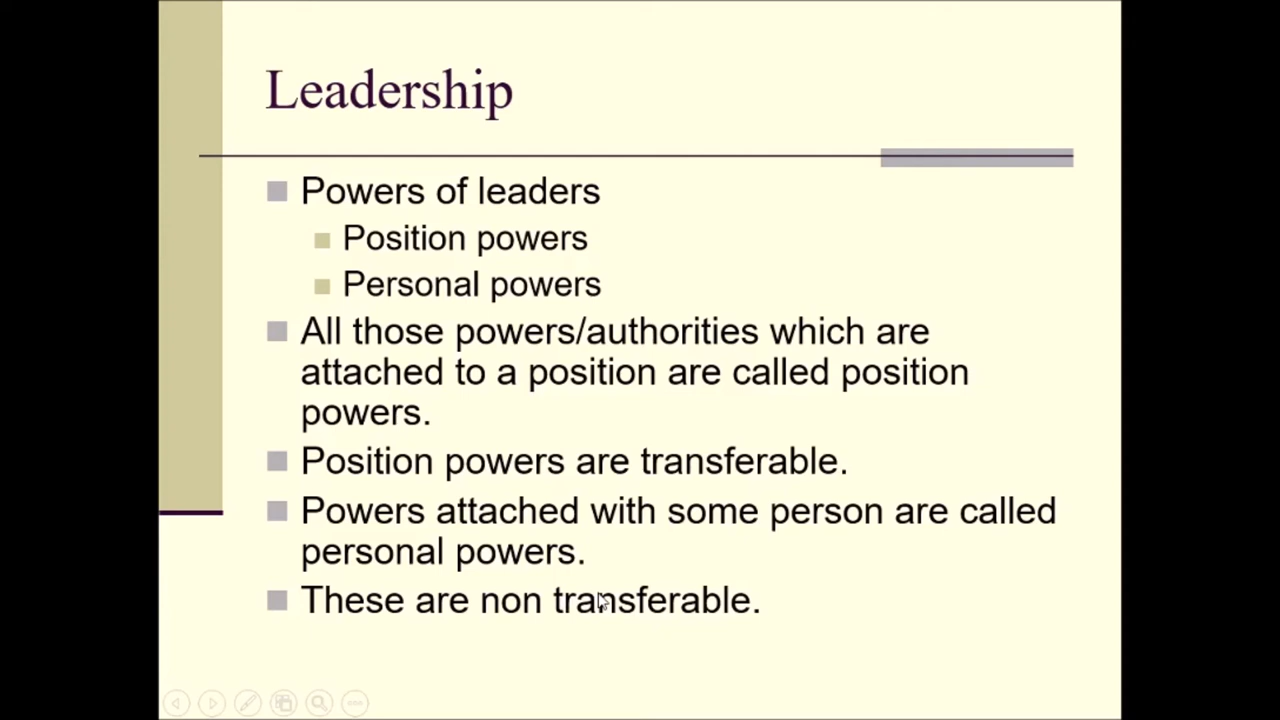 Leadership
Powers of leaders
Position powers
Personal powers
All those powers/authorities which are
attached to a position are called position
powers.
Position powers are transferable.
Powers attached with some person are called
personal powers.
These are non transferable.